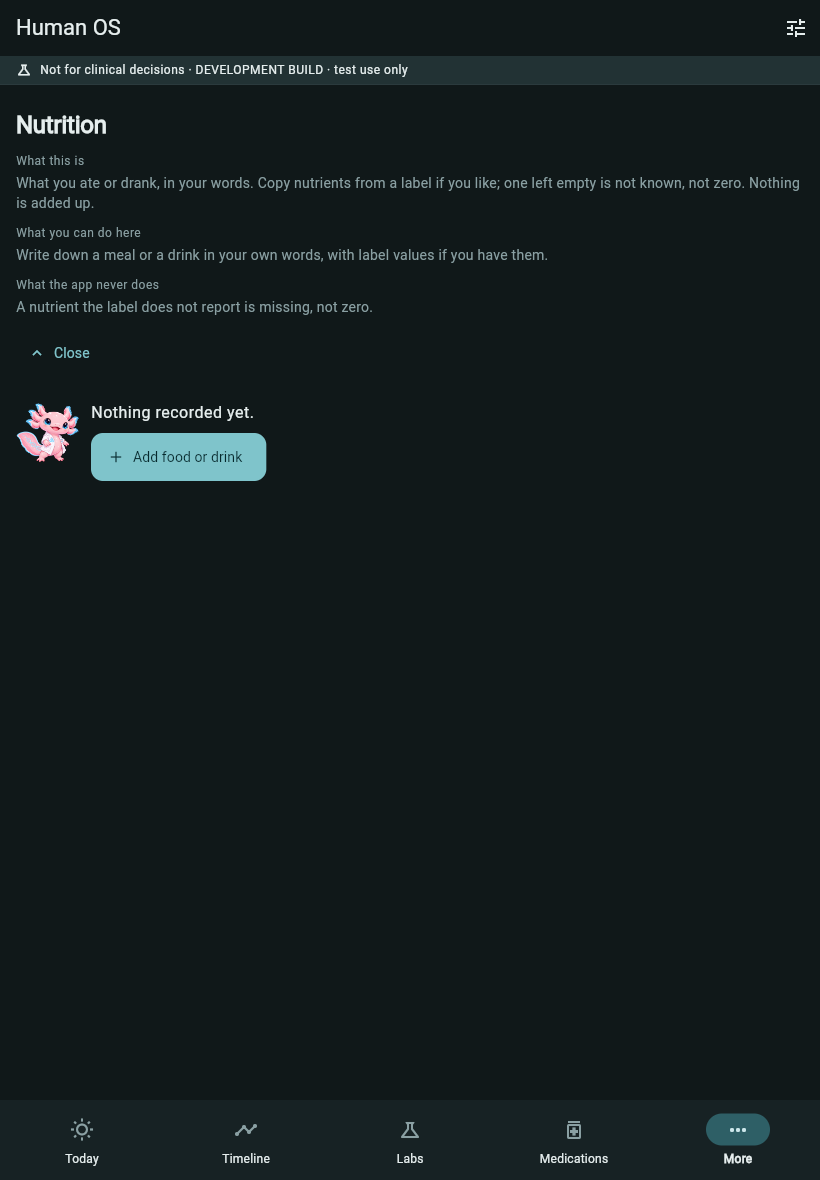 Human OS
Not for clinical decisions · DEVELOPMENT BUILD · test use only
Nutrition
What this is
What you ate or drank, in your words. Copy nutrients from a label if you like; one left empty is not known, not zero. Nothing
is added up.
What you can do here
Write down a meal or a drink in your own words, with label values if you have them.
What the app never does
A nutrient the label does not report is missing, not zero.
Close
Nothing recorded yet.
Add food or drink
Today
Timeline
Labs
Medications
More